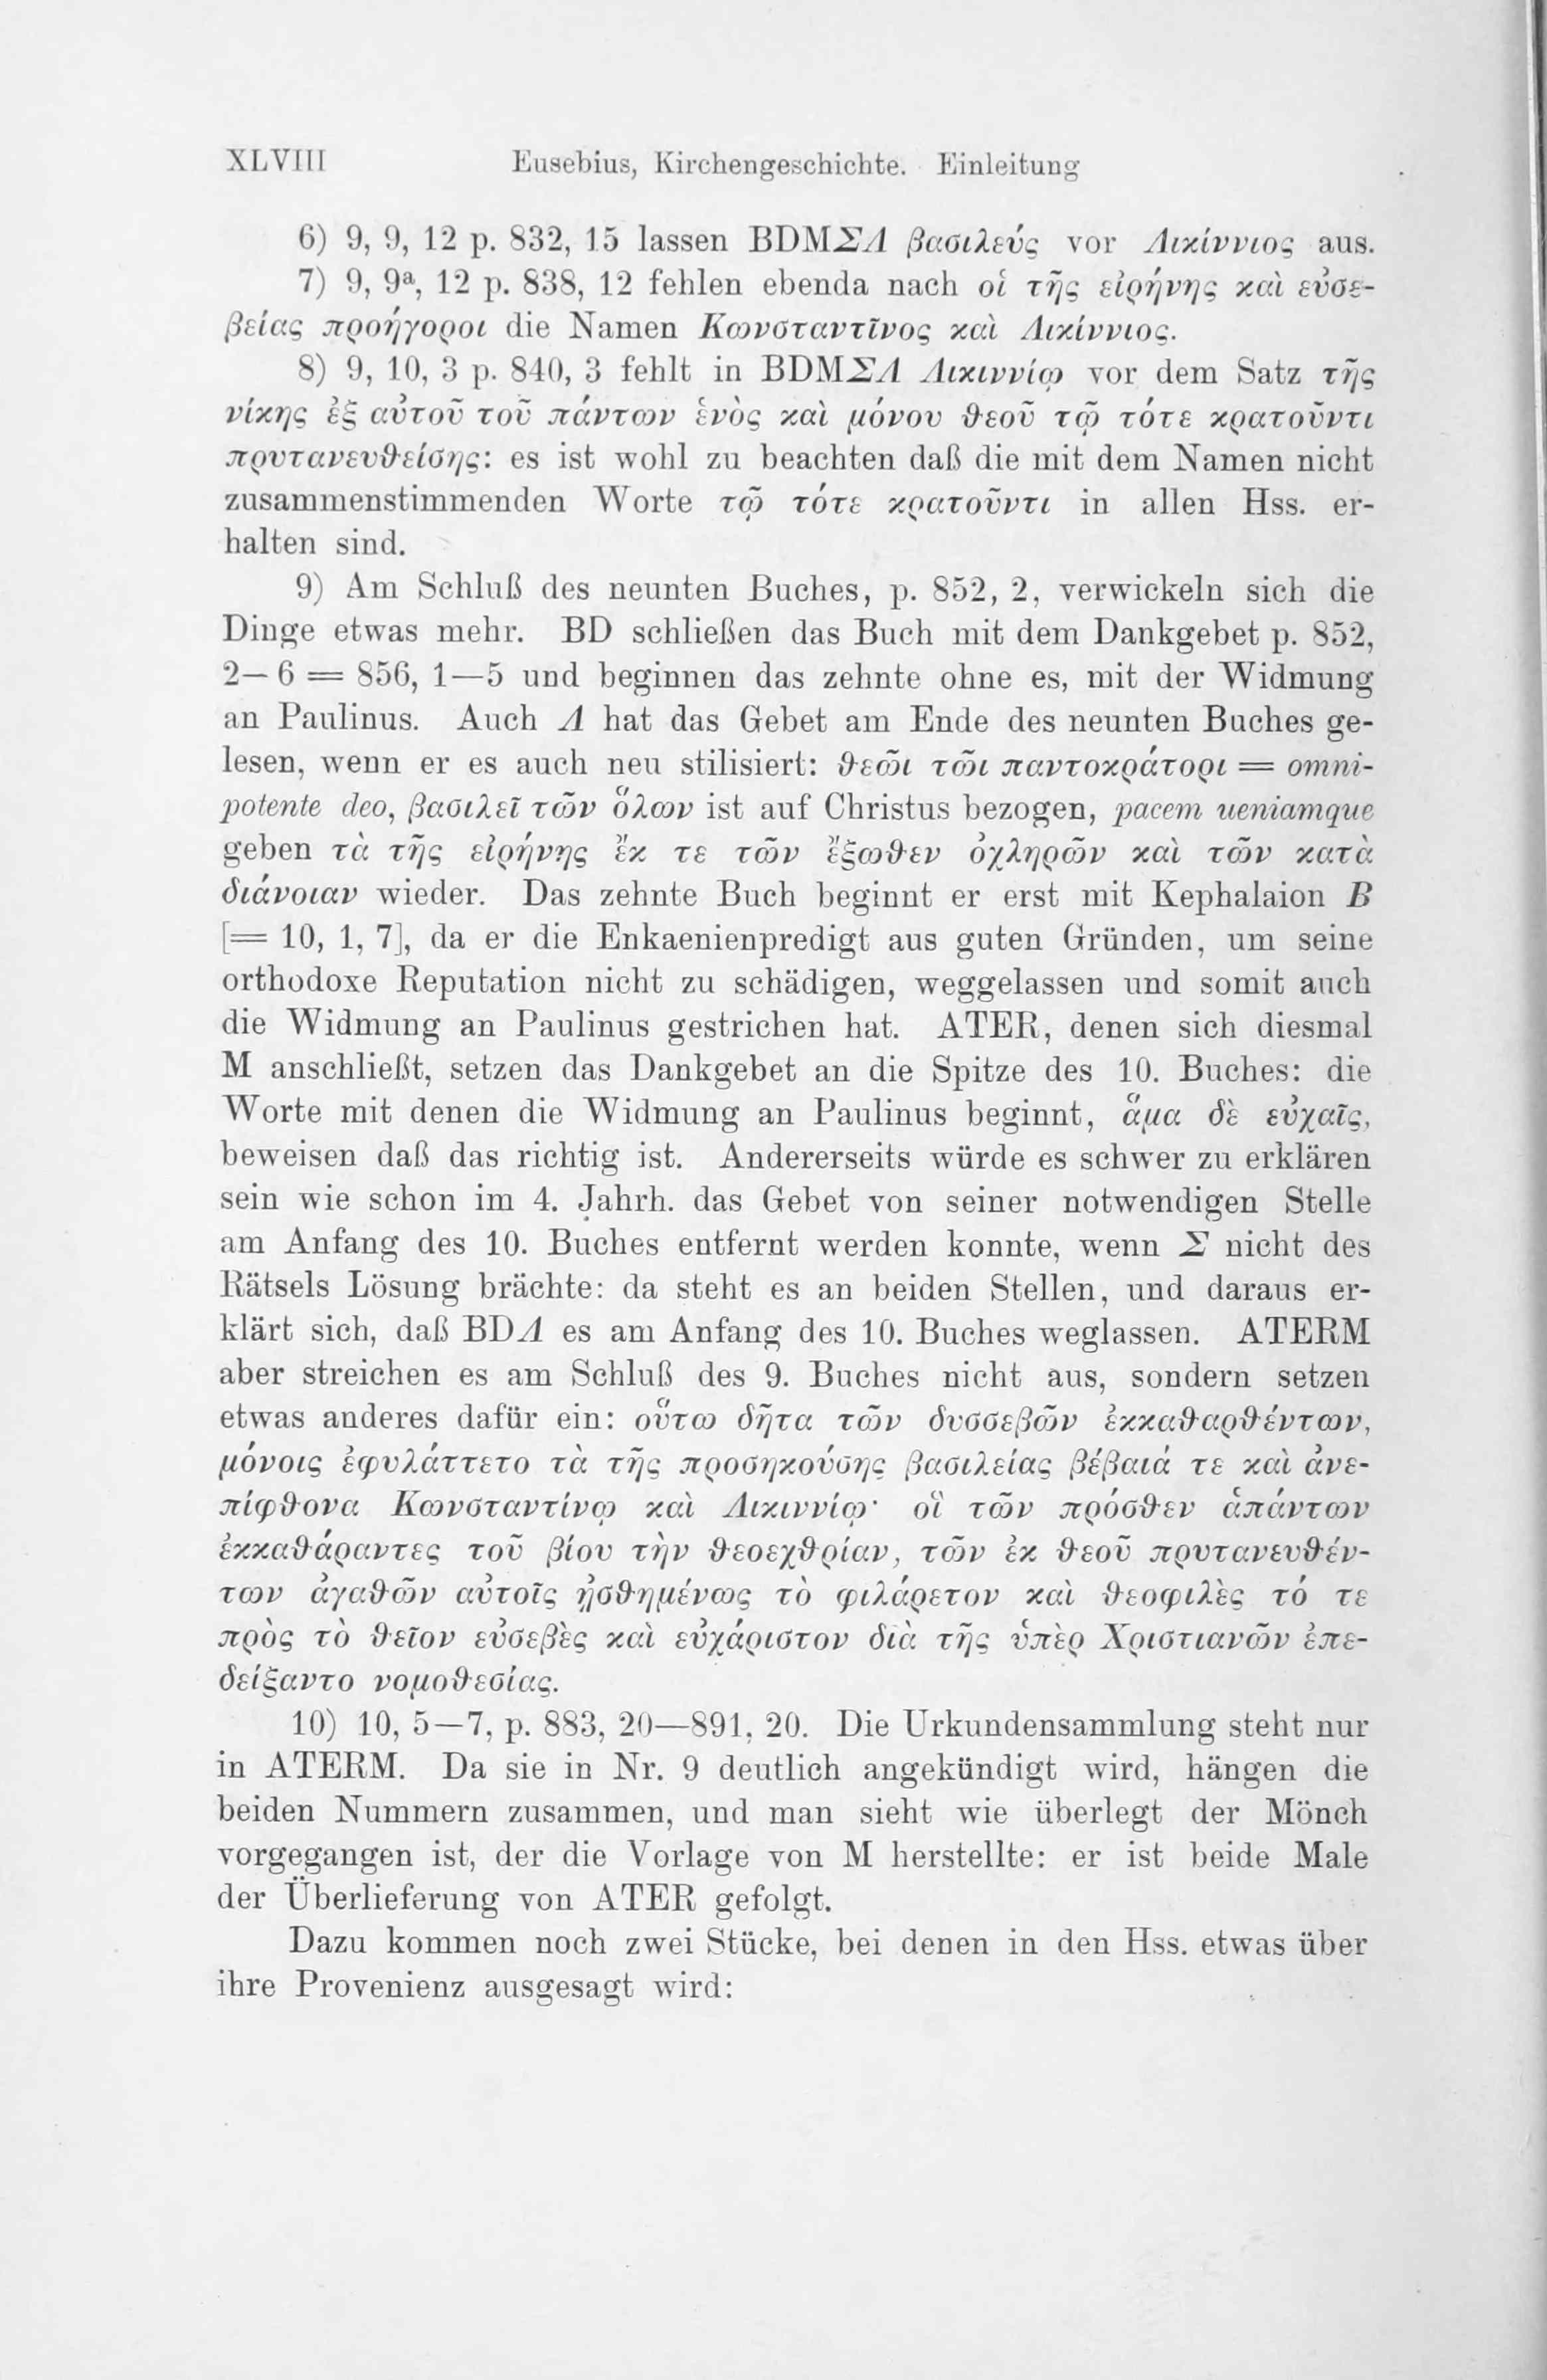 XLVIII Eusebius, Kirchengeschichte. Einleitung
6) 9, 9, 12 p. 832, 15 lassen BDMΣΛ βασιλεύς vor Λικίννιος aus.
7) 9, 9ᵃ, 12 p. 838, 12 fehlen ebenda nach οἱ τῆς εἰρήνης καὶ εὐσε-
βείας προήγοροι die Namen Κωνσταντῖνος καὶ Λικίννιος.
8) 9, 10, 3 p. 840, 3 fehlt in BDMΣΛ Λικιννίῳ vor dem Satz τῆς
νίκης ἐξ αὐτοῦ τοῦ πάντων ἑνὸς καὶ μόνου θεοῦ τῷ τότε κρατοῦντι
πρυτανευθείσης: es ist wohl zu beachten daß die mit dem Namen nicht
zusammenstimmenden Worte τῷ τότε κρατοῦντι in allen Hss. er-
halten sind.
9) Am Schluß des neunten Buches, p. 852, 2, verwickeln sich die
Dinge etwas mehr. BD schließen das Buch mit dem Dankgebet p. 852,
2—6 = 856, 1—5 und beginnen das zehnte ohne es, mit der Widmung
an Paulinus. Auch Λ hat das Gebet am Ende des neunten Buches ge-
lesen, wenn er es auch neu stilisiert: θεῶι τῶι παντοκράτορι = omni-
potente deo, βασιλεῖ τῶν ὅλων ist auf Christus bezogen, pacem ueniamque
geben τὰ τῆς εἰρήνης ἔκ τε τῶν ἔξωθεν ὀχληρῶν καὶ τῶν κατὰ
διάνοιαν wieder. Das zehnte Buch beginnt er erst mit Kephalaion B
[= 10, 1, 7], da er die Enkaenienpredigt aus guten Gründen, um seine
orthodoxe Reputation nicht zu schädigen, weggelassen und somit auch
die Widmung an Paulinus gestrichen hat. ATER, denen sich diesmal
M anschließt, setzen das Dankgebet an die Spitze des 10. Buches: die
Worte mit denen die Widmung an Paulinus beginnt, ἅμα δὲ εὐχαῖς,
beweisen daß das richtig ist. Andererseits würde es schwer zu erklären
sein wie schon im 4. Jahrh. das Gebet von seiner notwendigen Stelle
am Anfang des 10. Buches entfernt werden konnte, wenn Σ nicht des
Rätsels Lösung brächte: da steht es an beiden Stellen, und daraus er-
klärt sich, daß BDΛ es am Anfang des 10. Buches weglassen. ATERM
aber streichen es am Schluß des 9. Buches nicht aus, sondern setzen
etwas anderes dafür ein: οὕτω δῆτα τῶν δυσσεβῶν ἐκκαθαρθέντων,
μόνοις ἐφυλάττετο τὰ τῆς προσηκούσης βασιλείας βέβαιά τε καὶ ἀνε-
πίφθονα Κωνσταντίνῳ καὶ Λικιννίῳ· οἳ τῶν πρόσθεν ἁπάντων
ἐκκαθάραντες τοῦ βίου τὴν θεοεχθρίαν, τῶν ἐκ θεοῦ πρυτανευθέν-
των ἀγαθῶν αὐτοῖς ᾐσθημένως τὸ φιλάρετον καὶ θεοφιλὲς τό τε
πρὸς τὸ θεῖον εὐσεβὲς καὶ εὐχάριστον διὰ τῆς ὑπὲρ Χριστιανῶν ἐπε-
δείξαντο νομοθεσίας.
10) 10, 5—7, p. 883, 20—891, 20. Die Urkundensammlung steht nur
in ATERM. Da sie in Nr. 9 deutlich angekündigt wird, hängen die
beiden Nummern zusammen, und man sieht wie überlegt der Mönch
vorgegangen ist, der die Vorlage von M herstellte: er ist beide Male
der Überlieferung von ATER gefolgt.
Dazu kommen noch zwei Stücke, bei denen in den Hss. etwas über
ihre Provenienz ausgesagt wird: